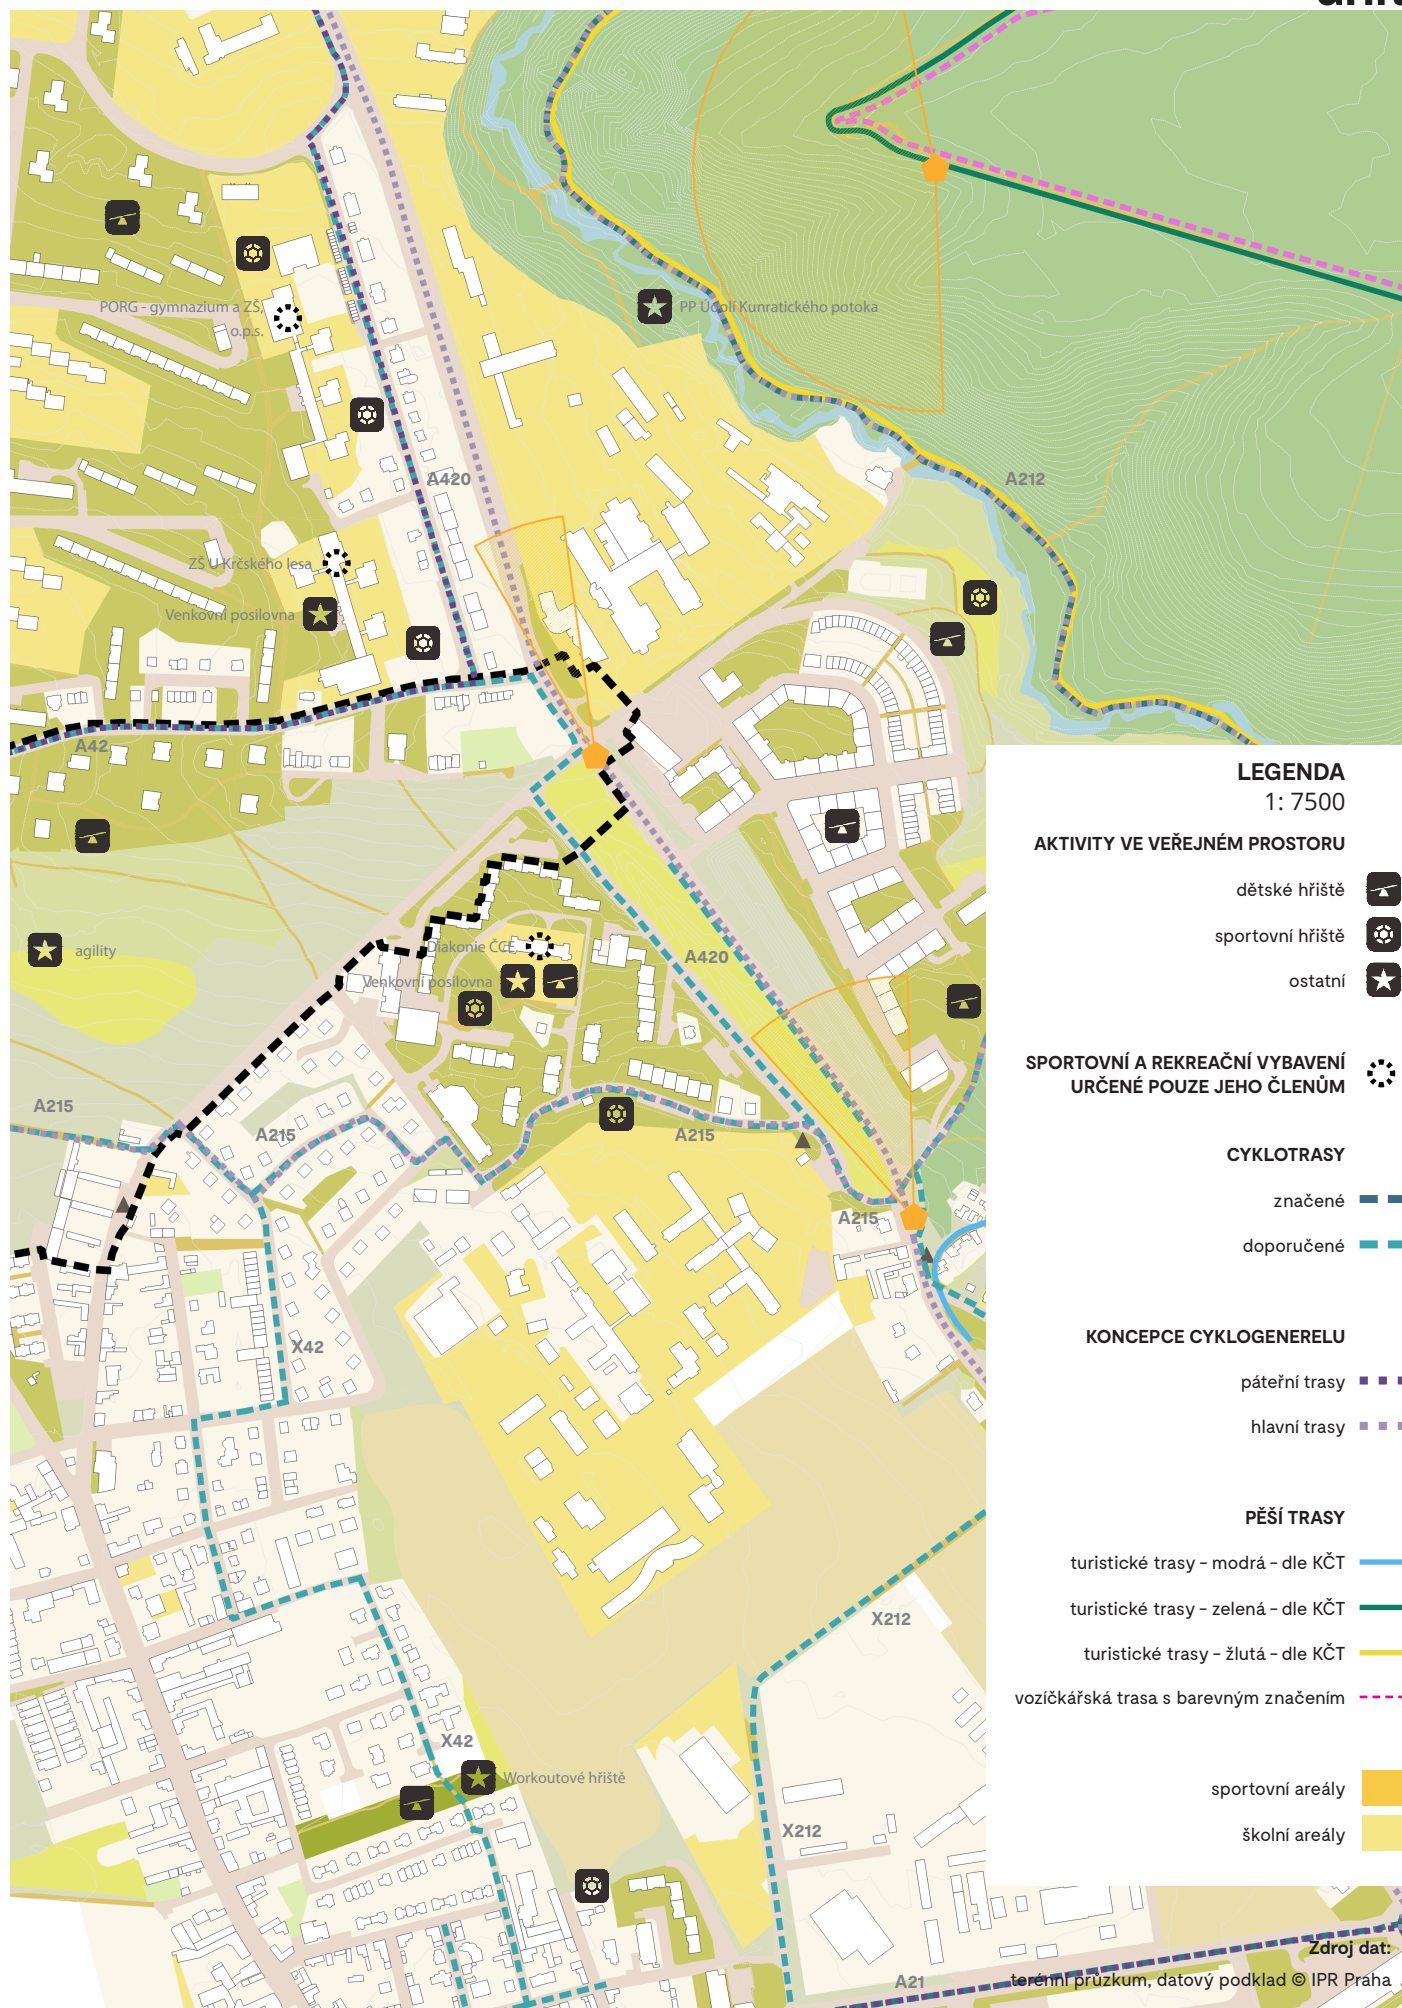 PORG - gymnazium a ZŠ,
o.p.s.
PP Údolí Kunratického potoka
A420
A212
ZŠ U Krčského lesa
Venkovní posilovna
A42
LEGENDA
1: 7500
AKTIVITY VE VEŘEJNÉM PROSTORU
dětské hřiště
sportovní hřiště
ostatní
SPORTOVNÍ A REKREAČNÍ VYBAVENÍ
URČENÉ POUZE JEHO ČLENŮM
CYKLOTRASY
značené
doporučené
KONCEPCE CYKLOGENERELU
páteřní trasy
hlavní trasy
PĚŠÍ TRASY
turistické trasy - modrá - dle KČT
turistické trasy - zelená - dle KČT
turistické trasy - žlutá - dle KČT
vozíčkářská trasa s barevným značením
sportovní areály
školní areály
agility
Diakonie ČCE
A420
Venkovní posilovna
A215
A215
A215
A215
X42
X212
X42
Workoutové hřiště
X212
A21
Zdroj dat:
terénní průzkum, datový podklad © IPR Praha